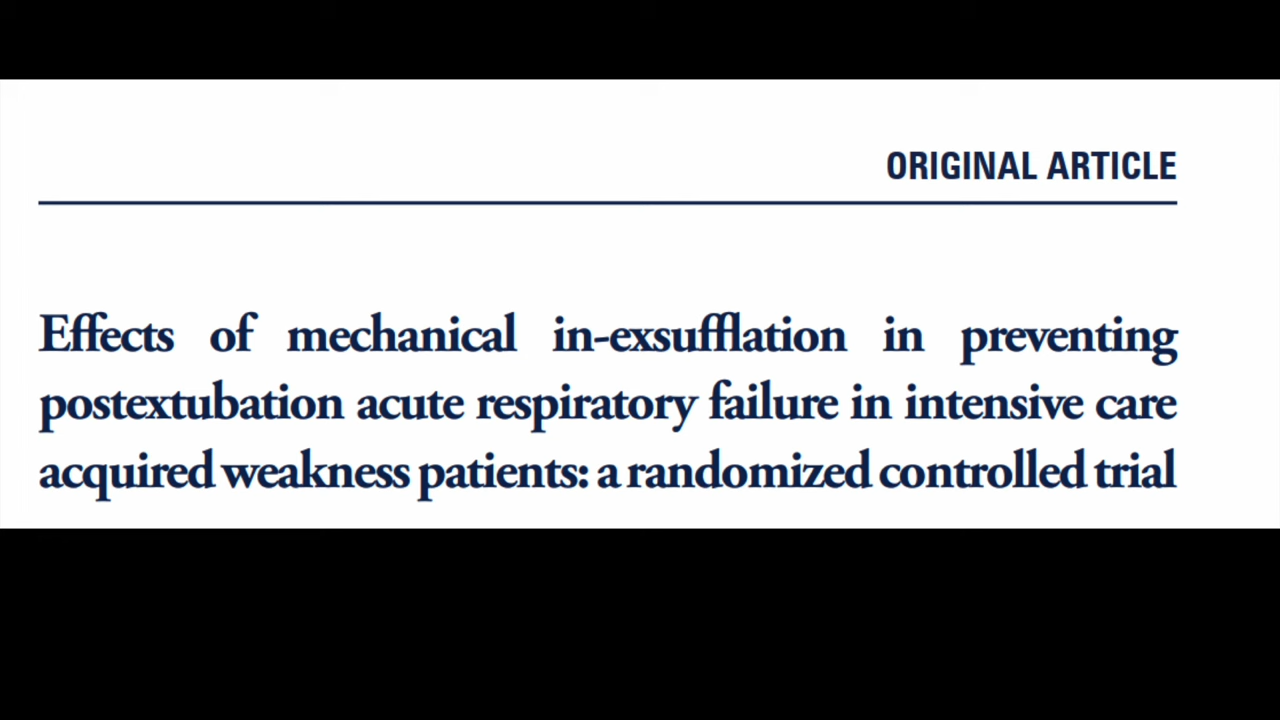 ORIGINAL ARTICLE
Effects of mechanical in-exsufflation in preventing
postextubation acute respiratory failure in intensive care
acquired weakness patients: a randomized controlled trial